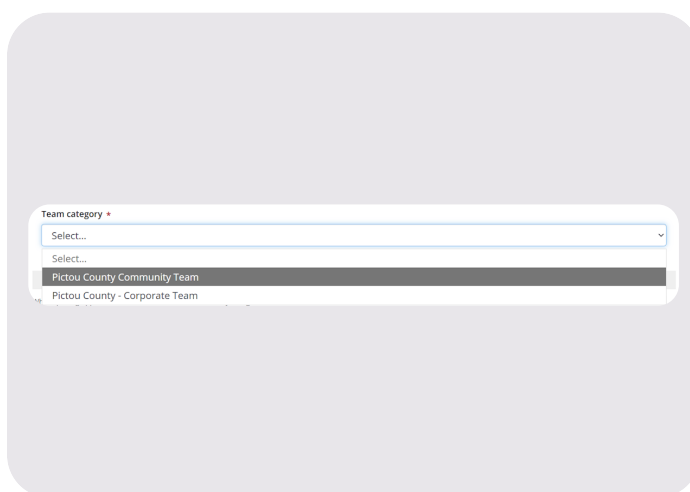 Team category *
Select...
Select...
Pictou County Community Team
Pictou County - Corporate Team